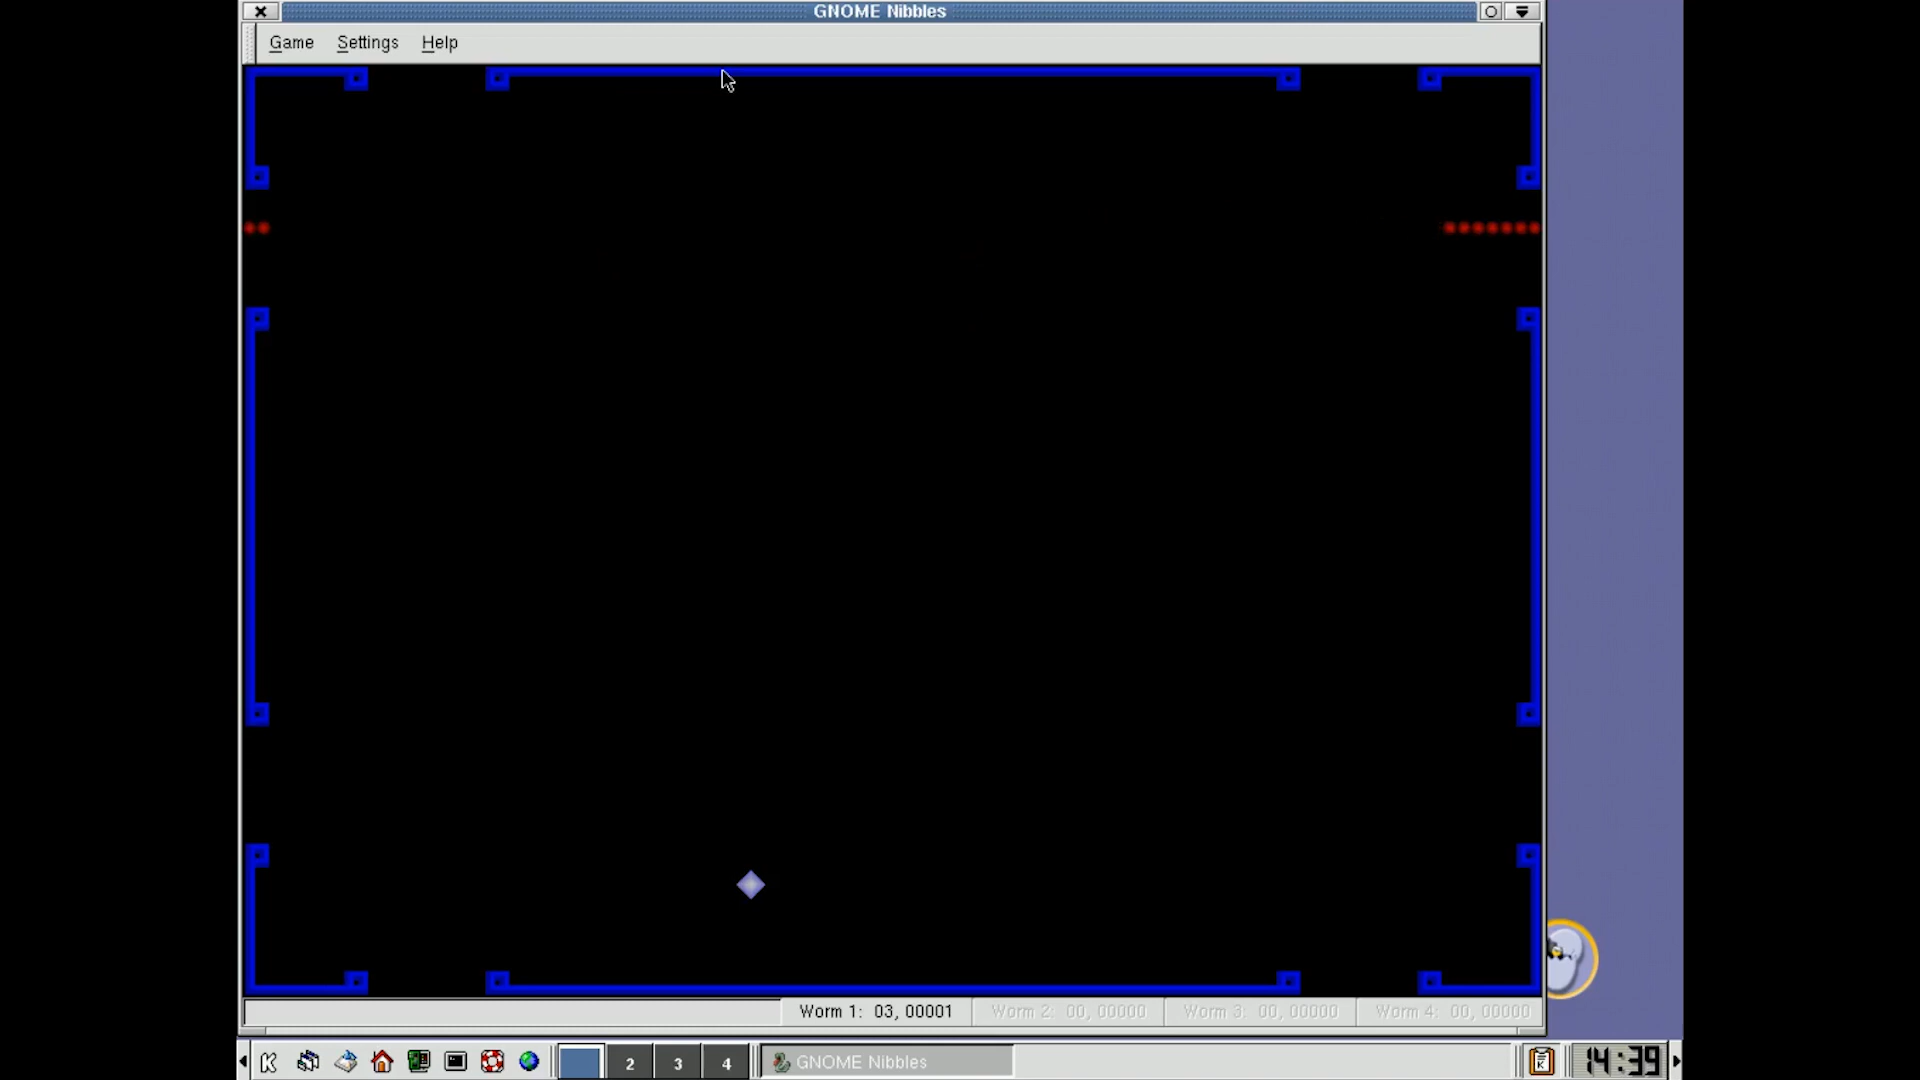 GNOME Nibbles
Game Settings Help
Worm 1: 03, 00001 Worm 2: 00, 00000 Worm 3: 00, 00000 Worm 4: 00, 00000
2 3 4 GNOME Nibbles 14:39